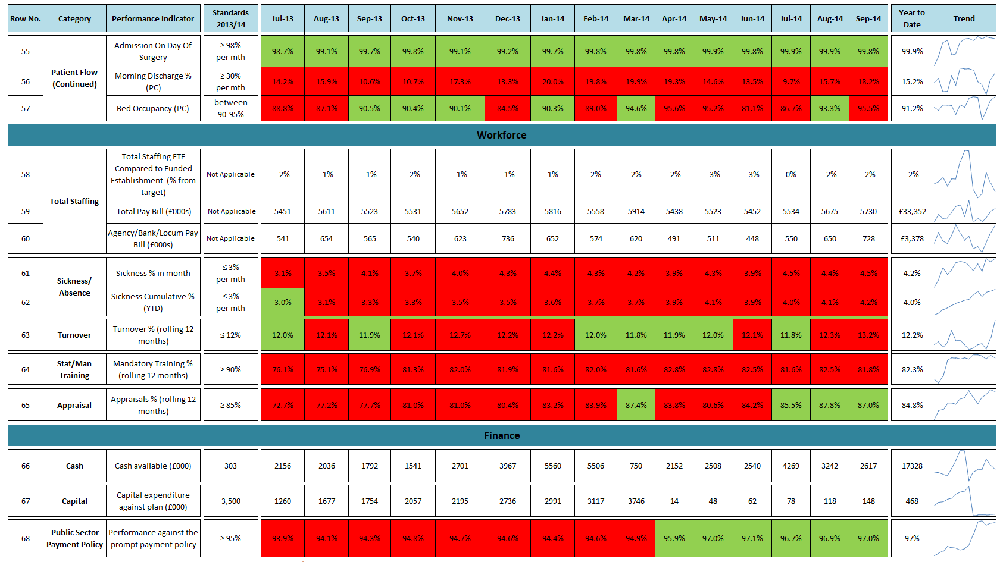 Row No. Category Performance Indicator Standards 2013/14 Jul-13 Aug-13 Sep-13 Oct-13 Nov-13 Dec-13 Jan-14 Feb-14 Mar-14 Apr-14 May-14 Jun-14 Jul-14 Aug-14 Sep-14 Year to Date Trend
55 Patient Flow (Continued) Admission On Day Of Surgery ≥ 98% per mth 98.7% 99.1% 99.7% 99.8% 99.1% 99.2% 99.7% 99.8% 99.8% 99.8% 99.9% 99.8% 99.9% 99.9% 99.8% 99.9%
56 Morning Discharge % (PC) ≥ 30% per mth 14.2% 15.9% 10.6% 10.7% 17.3% 13.3% 20.0% 19.8% 19.9% 19.3% 14.6% 13.5% 9.7% 15.7% 18.2% 15.2%
57 Bed Occupancy (PC) between 90-95% 88.8% 87.1% 90.5% 90.4% 90.1% 84.5% 90.3% 89.0% 94.6% 95.6% 95.2% 81.1% 86.7% 93.3% 95.5% 91.2%
Workforce
58 Total Staffing Total Staffing FTE Compared to Funded Establishment (% from target) Not Applicable -2% -1% -1% -2% -1% -1% 1% 2% 2% -2% -3% -3% 0% -2% -2% -2%
59 Total Pay Bill (£000s) Not Applicable 5451 5611 5523 5531 5652 5783 5816 5558 5914 5438 5523 5452 5534 5675 5730 £33,352
60 Agency/Bank/Locum Pay Bill (£000s) Not Applicable 541 654 565 540 623 736 652 574 620 491 511 448 550 650 728 £3,378
61 Sickness/ Absence Sickness % in month ≤ 3% per mth 3.1% 3.5% 4.1% 3.7% 4.0% 4.3% 4.4% 4.3% 4.2% 3.9% 4.3% 3.9% 4.5% 4.4% 4.5% 4.2%
62 Sickness Cumulative % (YTD) ≤ 3% per mth 3.0% 3.1% 3.3% 3.3% 3.5% 3.5% 3.6% 3.7% 3.7% 3.9% 4.1% 3.9% 4.0% 4.1% 4.2% 4.0%
63 Turnover Turnover % (rolling 12 months) ≤ 12% 12.0% 12.1% 11.9% 12.1% 12.7% 12.2% 12.2% 12.0% 11.8% 11.9% 12.0% 12.1% 11.8% 12.3% 13.2% 12.2%
64 Stat/Man Training Mandatory Training % (rolling 12 months) ≥ 90% 76.1% 75.1% 76.9% 81.3% 82.0% 81.9% 81.6% 82.0% 81.6% 82.8% 82.8% 82.5% 81.6% 82.5% 81.8% 82.3%
65 Appraisal Appraisals % (rolling 12 months) ≥ 85% 72.7% 77.2% 77.7% 81.0% 81.0% 80.4% 83.2% 83.9% 87.4% 83.8% 80.6% 84.2% 85.5% 87.8% 87.0% 84.8%
Finance
66 Cash Cash available (£000) 303 2156 2036 1792 1541 2701 3967 5560 5506 750 2152 2508 2540 4269 3242 2617 17328
67 Capital Capital expenditure against plan (£000) 3,500 1260 1677 1754 2057 2195 2736 2991 3117 3746 14 48 62 78 118 148 468
68 Public Sector Payment Policy Performance against the prompt payment policy ≥ 95% 93.9% 94.1% 94.3% 94.8% 94.7% 94.6% 94.4% 94.6% 94.9% 95.9% 97.0% 97.1% 96.7% 96.9% 97.0% 97%